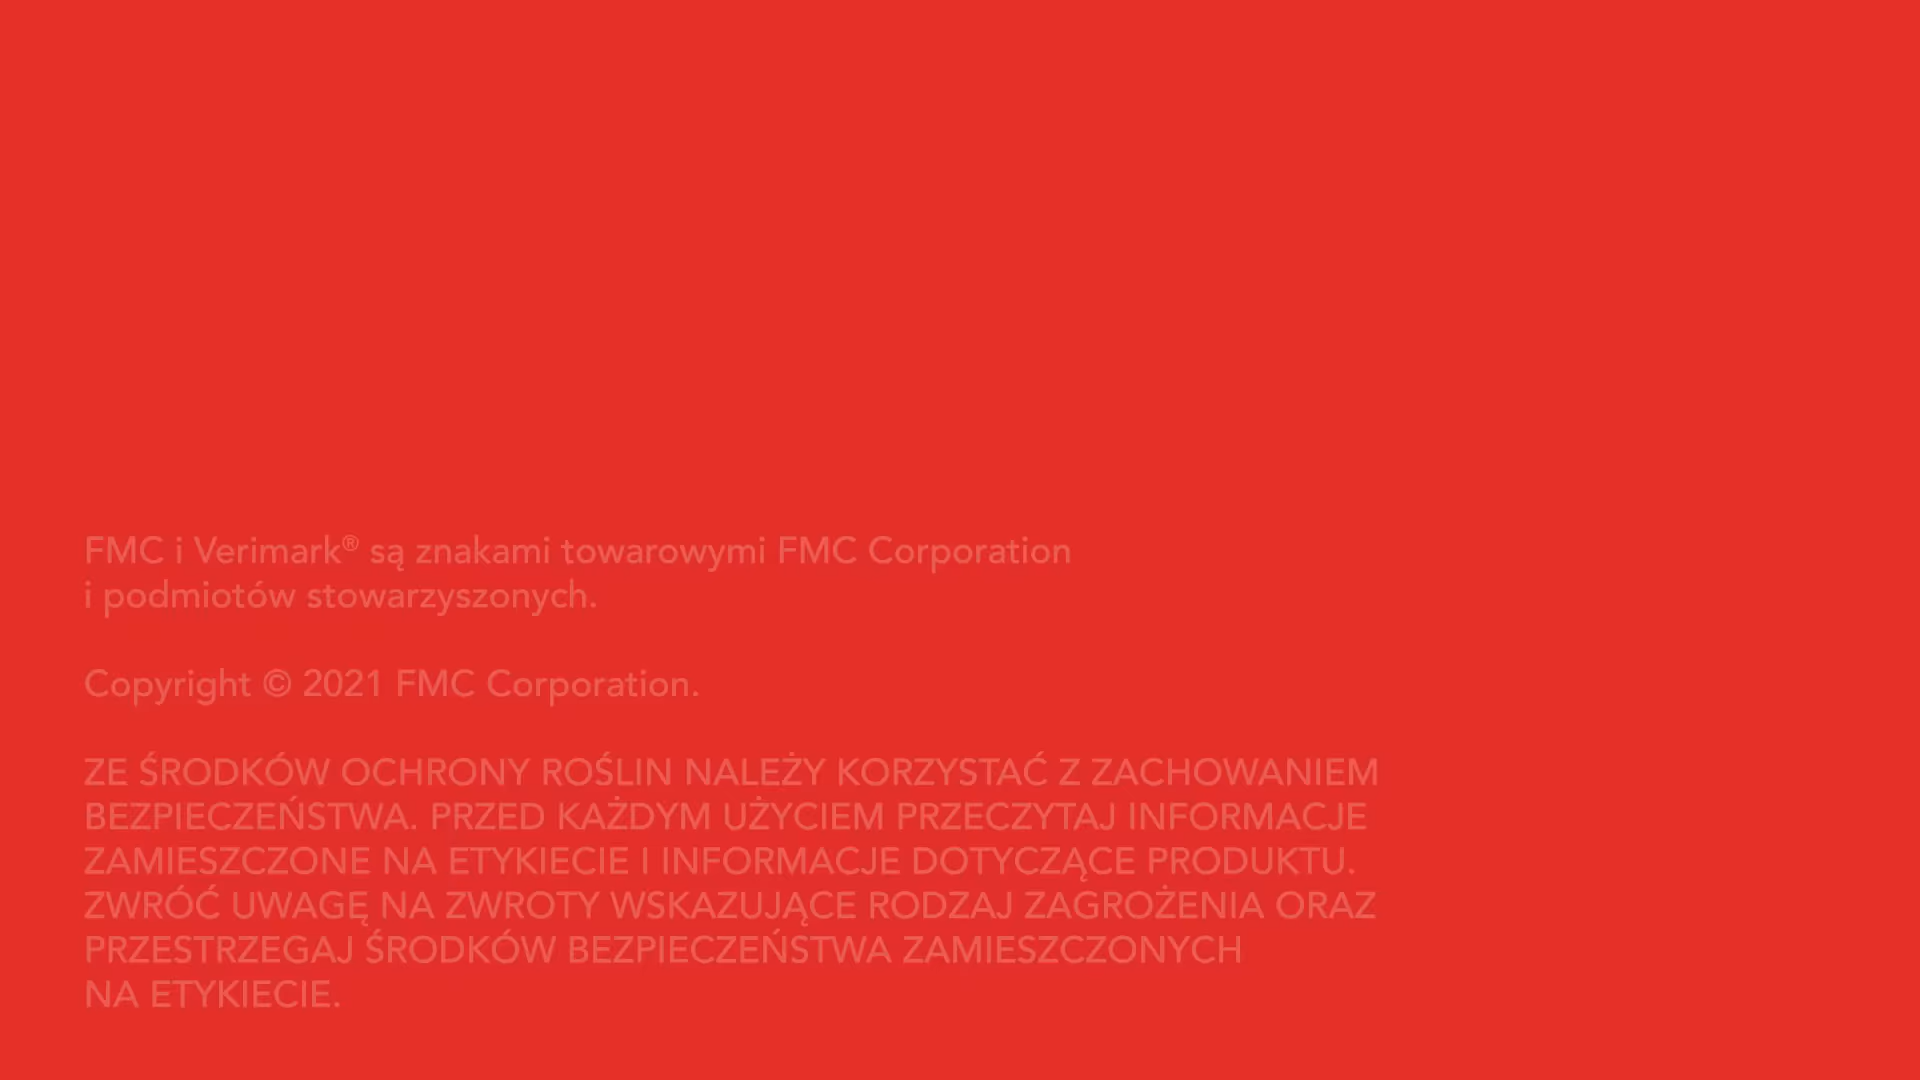 FMC i Verimark® są znakami towarowymi FMC Corporation
i podmiotów stowarzyszonych.
Copyright © 2021 FMC Corporation.
ZE ŚRODKÓW OCHRONY ROŚLIN NALEŻY KORZYSTAĆ Z ZACHOWANIEM
BEZPIECZEŃSTWA. PRZED KAŻDYM UŻYCIEM PRZECZYTAJ INFORMACJE
ZAMIESZCZONE NA ETYKIECIE I INFORMACJE DOTYCZĄCE PRODUKTU.
ZWRÓĆ UWAGĘ NA ZWROTY WSKAZUJĄCE RODZAJ ZAGROŻENIA ORAZ
PRZESTRZEGAJ ŚRODKÓW BEZPIECZEŃSTWA ZAMIESZCZONYCH
NA ETYKIECIE.